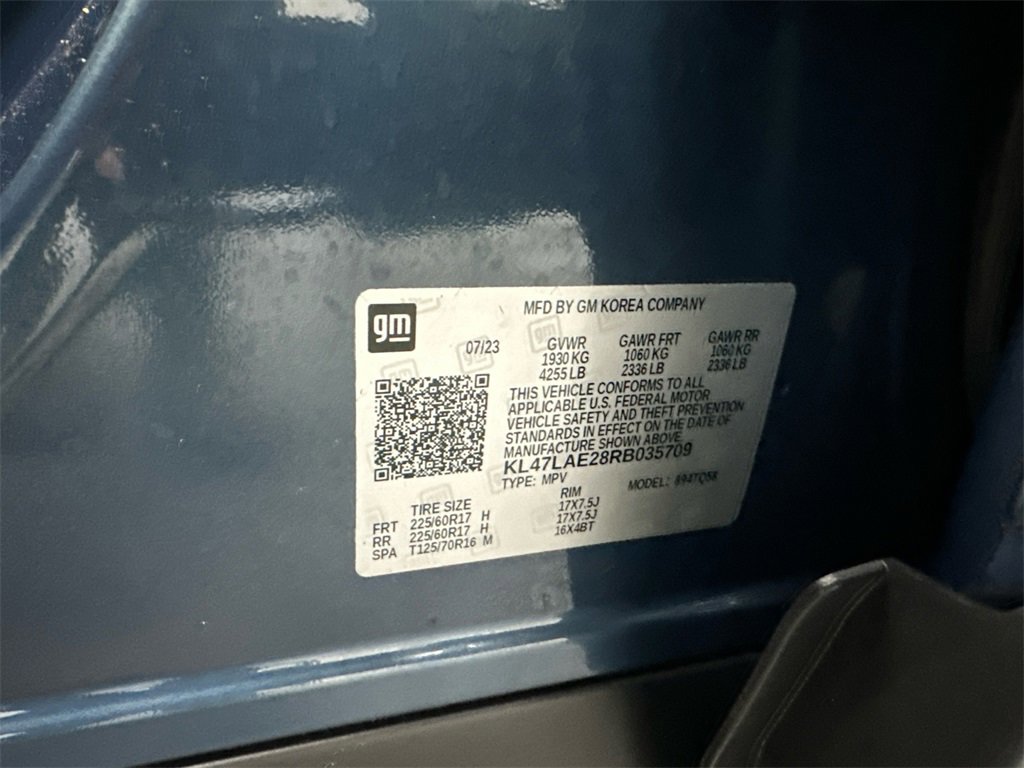 gm
MFD BY GM KOREA COMPANY
07/23 GVWR GAWR FRT GAWR RR
1930 KG 1060 KG 1060 KG
4255 LB 2336 LB 2336 LB
THIS VEHICLE CONFORMS TO ALL
APPLICABLE U.S. FEDERAL MOTOR
VEHICLE SAFETY AND THEFT PREVENTION
STANDARDS IN EFFECT ON THE DATE OF
MANUFACTURE SHOWN ABOVE
KL47LAE28RB035709
TYPE: MPV MODEL:
TIRE SIZE RIM
FRT 225/60R17 H 17X7.5J
RR 225/60R17 H 17X7.5J
SPA T125/70R16 M 16X4BT